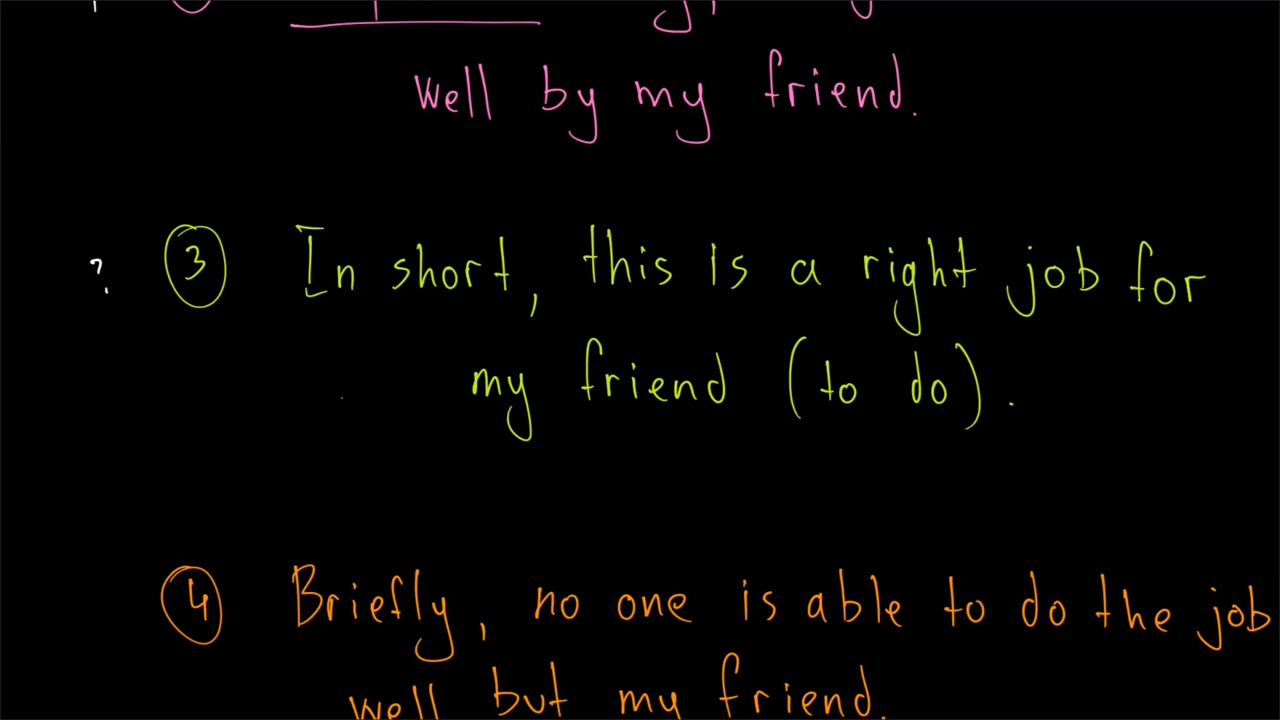 well by my friend.
? 3 In short, this is a right job for
my friend (to do).
4 Briefly, no one is able to do the job
well but my friend.